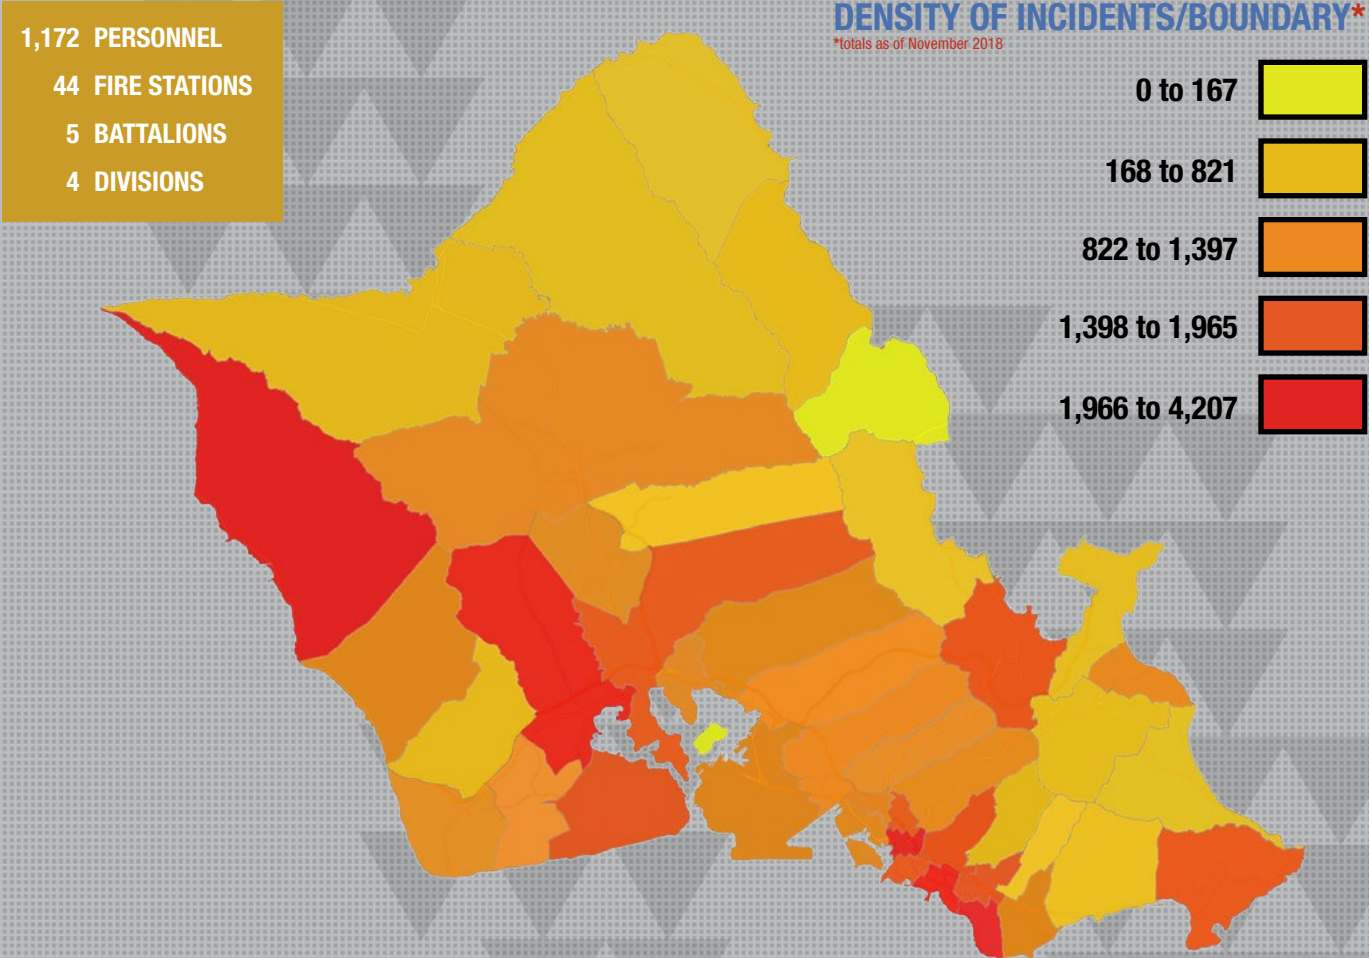 1,172 PERSONNEL
44 FIRE STATIONS
5 BATTALIONS
4 DIVISIONS
DENSITY OF INCIDENTS/BOUNDARY*
*totals as of November 2018
0 to 167
168 to 821
822 to 1,397
1,398 to 1,965
1,966 to 4,207